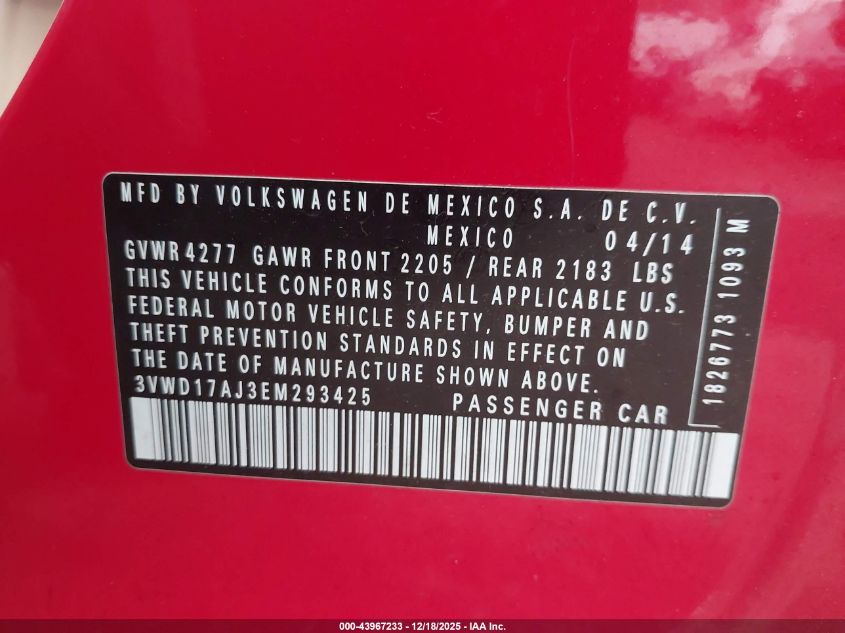 MFD BY VOLKSWAGEN DE MEXICO S.A. DE C.V.
MEXICO 04/14
GVWR 4277 GAWR FRONT 2205 / REAR 2183 LBS
THIS VEHICLE CONFORMS TO ALL APPLICABLE U.S.
FEDERAL MOTOR VEHICLE SAFETY, BUMPER AND
THEFT PREVENTION STANDARDS IN EFFECT ON
THE DATE OF MANUFACTURE SHOWN ABOVE.
3VWD17AJ3EM293425 PASSENGER CAR
1826773 1093 M
000-43967233 - 12/18/2025 - IAA Inc.